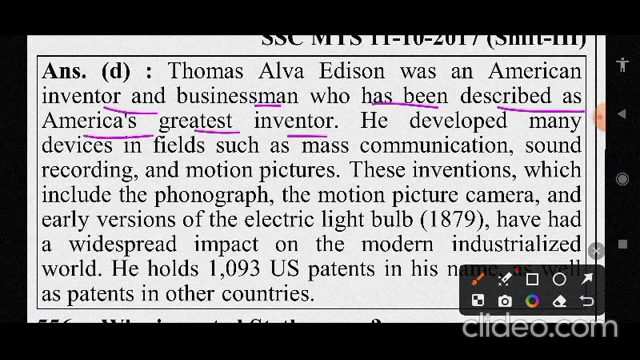 SSC MTS 11-10-2017 (Shift-III)
Ans. (d) : Thomas Alva Edison was an American
inventor and businessman who has been described as
America's greatest inventor. He developed many
devices in fields such as mass communication, sound
recording, and motion pictures. These inventions, which
include the phonograph, the motion picture camera, and
early versions of the electric light bulb (1879), have had
a widespread impact on the modern industrialized
world. He holds 1,093 US patents in his name, as well
as patents in other countries.
clideo.com